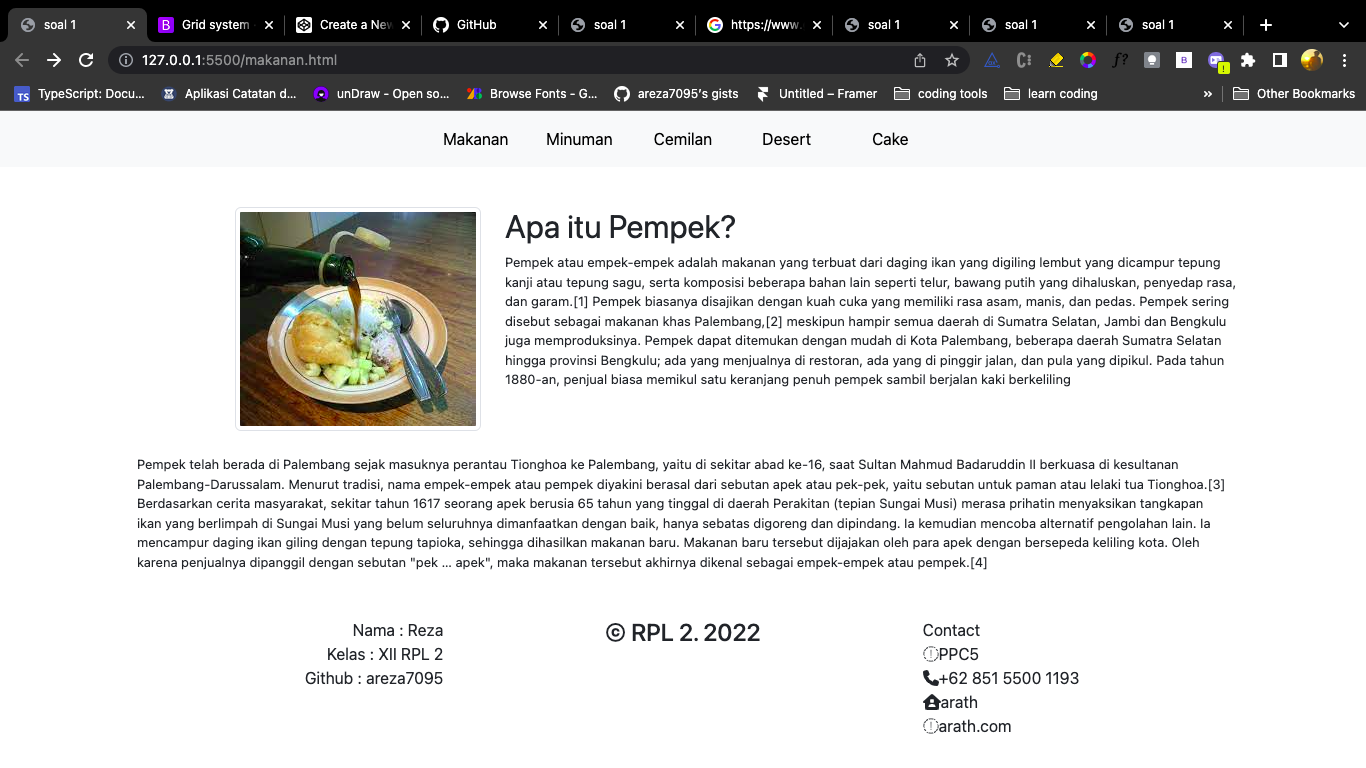 soal 1
Grid system
Create a New
GitHub
soal 1
https://www.
soal 1
soal 1
soal 1
127.0.0.1:5500/makanan.html
TypeScript: Docu...
Aplikasi Catatan d...
unDraw - Open so...
Browse Fonts - G...
areza7095's gists
Untitled – Framer
coding tools
learn coding
»
Other Bookmarks
Makanan
Minuman
Cemilan
Desert
Cake
Apa itu Pempek?
Pempek atau empek-empek adalah makanan yang terbuat dari daging ikan yang digiling lembut yang dicampur tepung
kanji atau tepung sagu, serta komposisi beberapa bahan lain seperti telur, bawang putih yang dihaluskan, penyedap rasa,
dan garam.[1] Pempek biasanya disajikan dengan kuah cuka yang memiliki rasa asam, manis, dan pedas. Pempek sering
disebut sebagai makanan khas Palembang,[2] meskipun hampir semua daerah di Sumatra Selatan, Jambi dan Bengkulu
juga memproduksinya. Pempek dapat ditemukan dengan mudah di Kota Palembang, beberapa daerah Sumatra Selatan
hingga provinsi Bengkulu; ada yang menjualnya di restoran, ada yang di pinggir jalan, dan pula yang dipikul. Pada tahun
1880-an, penjual biasa memikul satu keranjang penuh pempek sambil berjalan kaki berkeliling
Pempek telah berada di Palembang sejak masuknya perantau Tionghoa ke Palembang, yaitu di sekitar abad ke-16, saat Sultan Mahmud Badaruddin II berkuasa di kesultanan
Palembang-Darussalam. Menurut tradisi, nama empek-empek atau pempek diyakini berasal dari sebutan apek atau pek-pek, yaitu sebutan untuk paman atau lelaki tua Tionghoa.[3]
Berdasarkan cerita masyarakat, sekitar tahun 1617 seorang apek berusia 65 tahun yang tinggal di daerah Perakitan (tepian Sungai Musi) merasa prihatin menyaksikan tangkapan
ikan yang berlimpah di Sungai Musi yang belum seluruhnya dimanfaatkan dengan baik, hanya sebatas digoreng dan dipindang. Ia kemudian mencoba alternatif pengolahan lain. Ia
mencampur daging ikan giling dengan tepung tapioka, sehingga dihasilkan makanan baru. Makanan baru tersebut dijajakan oleh para apek dengan bersepeda keliling kota. Oleh
karena penjualnya dipanggil dengan sebutan "pek ... apek", maka makanan tersebut akhirnya dikenal sebagai empek-empek atau pempek.[4]
Nama : Reza
Kelas : XII RPL 2
Github : areza7095
© RPL 2. 2022
Contact
PPC5
+62 851 5500 1193
arath
arath.com